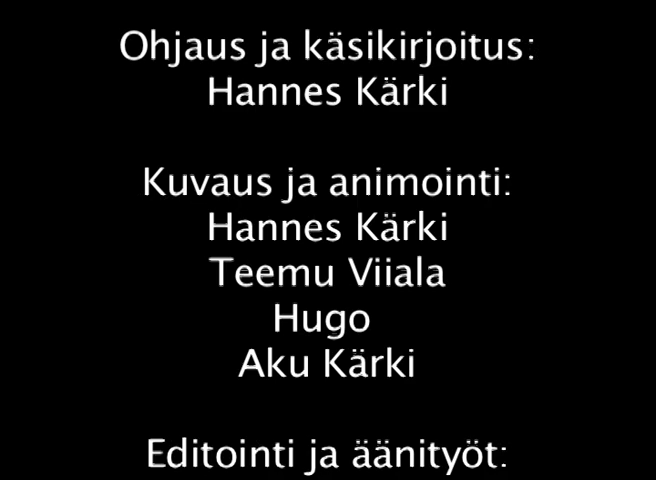 Ohjaus ja käsikirjoitus:
Hannes Kärki
Kuvaus ja animointi:
Hannes Kärki
Teemu Viiala
Hugo
Aku Kärki
Editointi ja äänityöt: